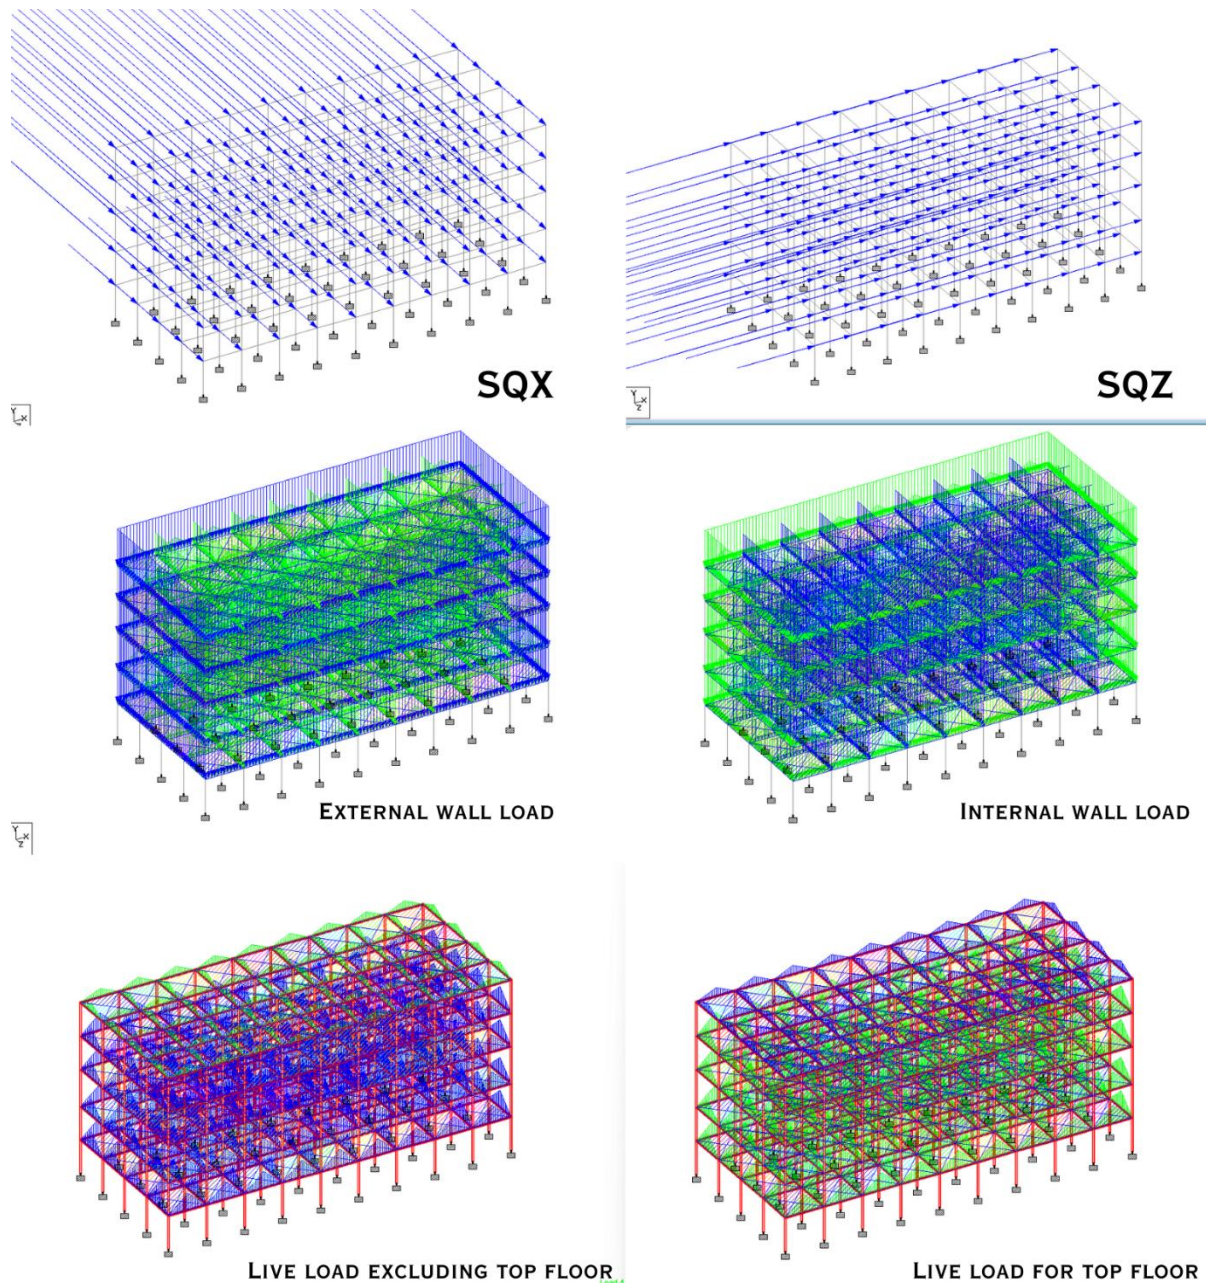 SQX
SQZ
Y
X
Y
X
Z
EXTERNAL WALL LOAD
INTERNAL WALL LOAD
Y
X
Z
LIVE LOAD EXCLUDING TOP FLOOR
LIVE LOAD FOR TOP FLOOR